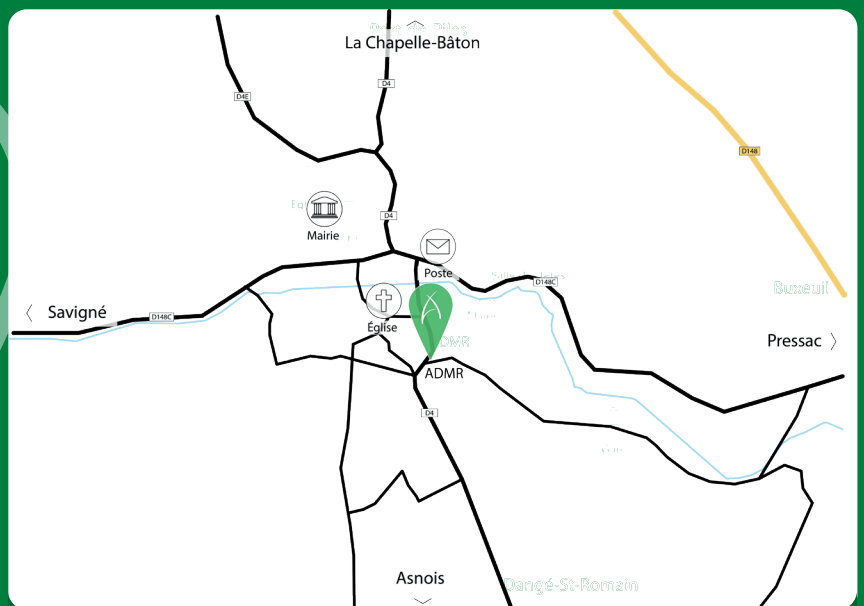 La Chapelle-Bâton
D4
D4E
D148
D4
Mairie
Poste
D148C
Buxeuil
Savigné
D148C
Église
Pressac
ADMR
D4
Asnois
Dangé-St-Romain